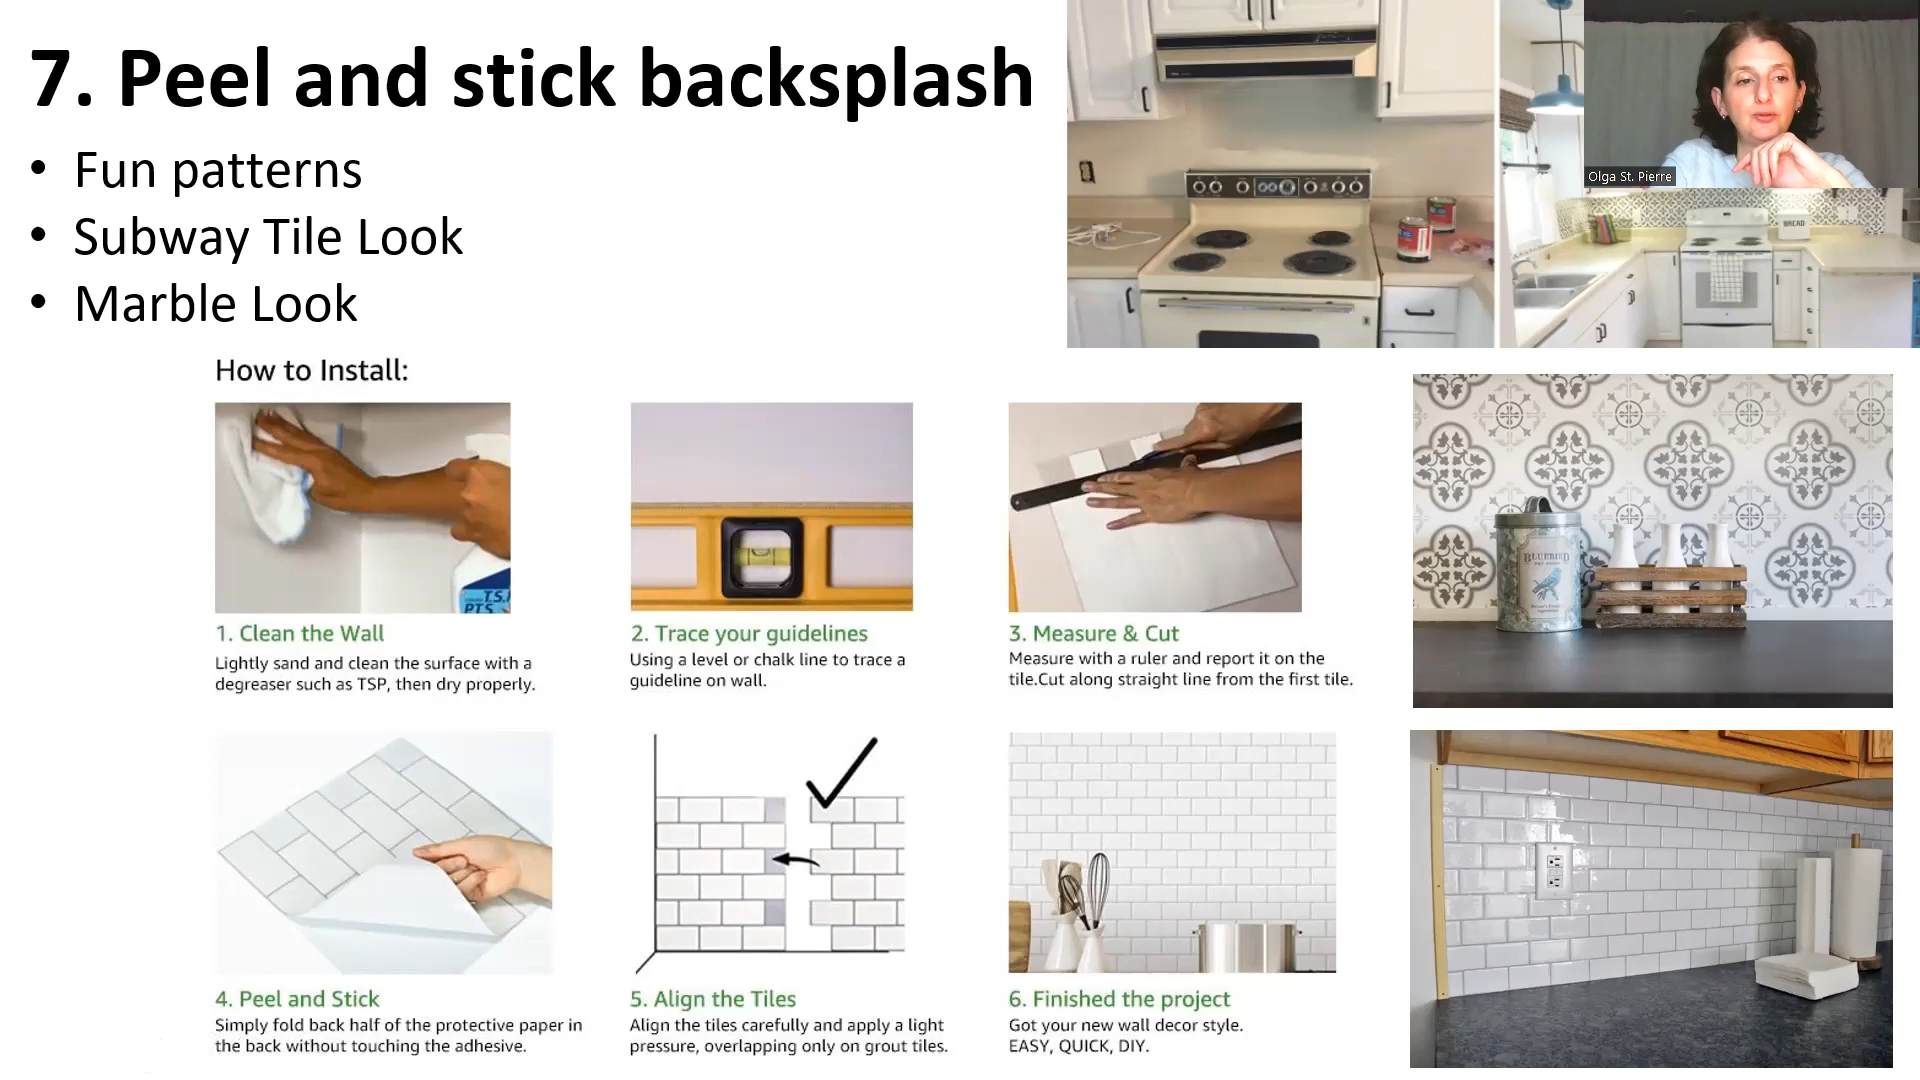 7. Peel and stick backsplash
• Fun patterns
• Subway Tile Look
• Marble Look
Olga St. Pierre
BREAD
How to Install:
T.S.P
PTS
1. Clean the Wall
Lightly sand and clean the surface with a
degreaser such as TSP, then dry properly.
2. Trace your guidelines
Using a level or chalk line to trace a
guideline on wall.
3. Measure & Cut
Measure with a ruler and report it on the
tile.Cut along straight line from the first tile.
BLUEBIRD
4. Peel and Stick
Simply fold back half of the protective paper in
the back without touching the adhesive.
5. Align the Tiles
Align the tiles carefully and apply a light
pressure, overlapping only on grout tiles.
6. Finished the project
Got your new wall decor style.
EASY, QUICK, DIY.